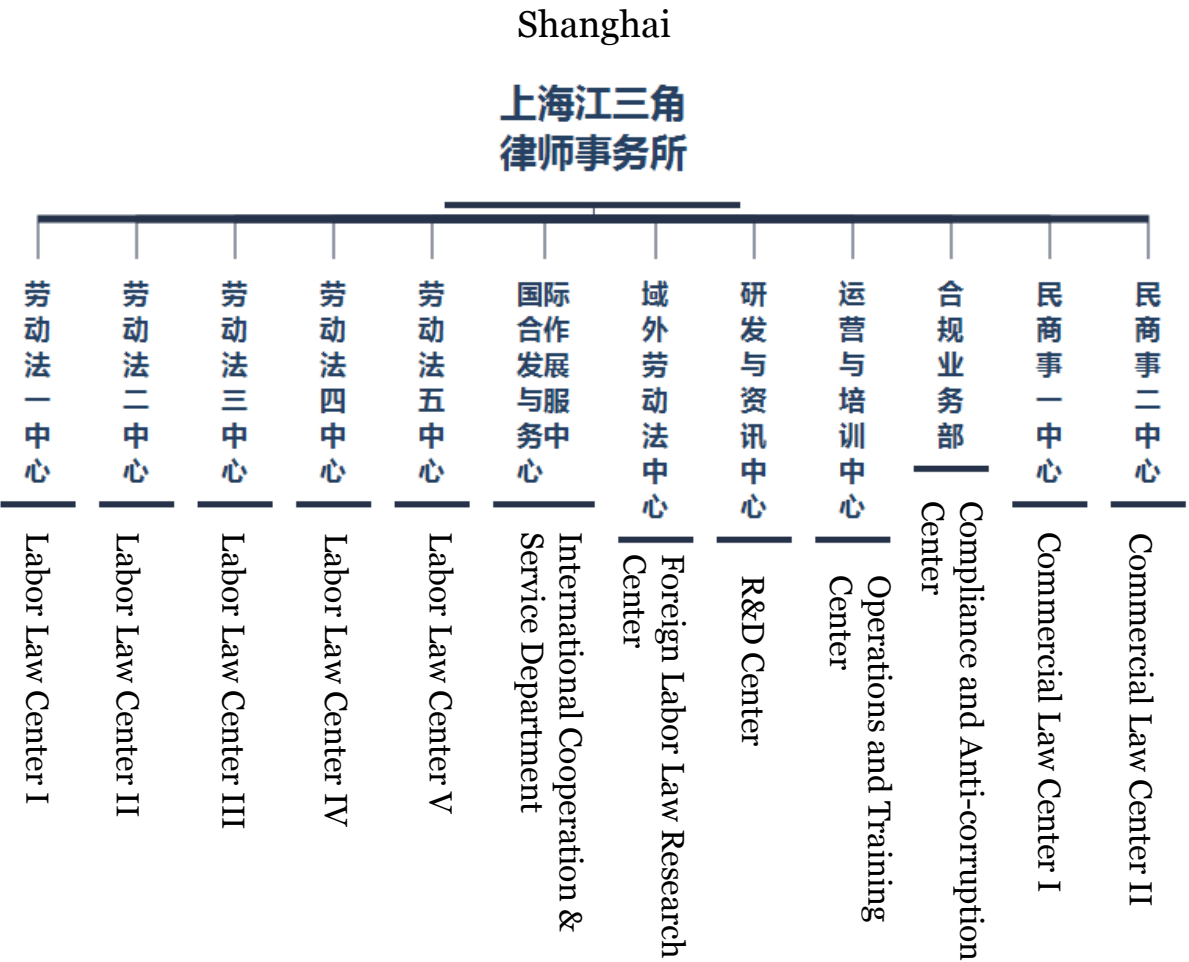 Shanghai
上海江三角
律师事务所
劳动法一中心
劳动法二中心
劳动法三中心
劳动法四中心
劳动法五中心
国际
合作
发展
与服
务中
心
域外劳动法中心
研发与资讯中心
运营与培训中心
合规业务部
民商事一中心
民商事二中心
Labor Law Center I
Labor Law Center II
Labor Law Center III
Labor Law Center IV
Labor Law Center V
International Cooperation &
Service Department
Foreign Labor Law Research
Center
R&D Center
Operations and Training
Center
Compliance and Anti-corruption
Center
Commercial Law Center I
Commercial Law Center II